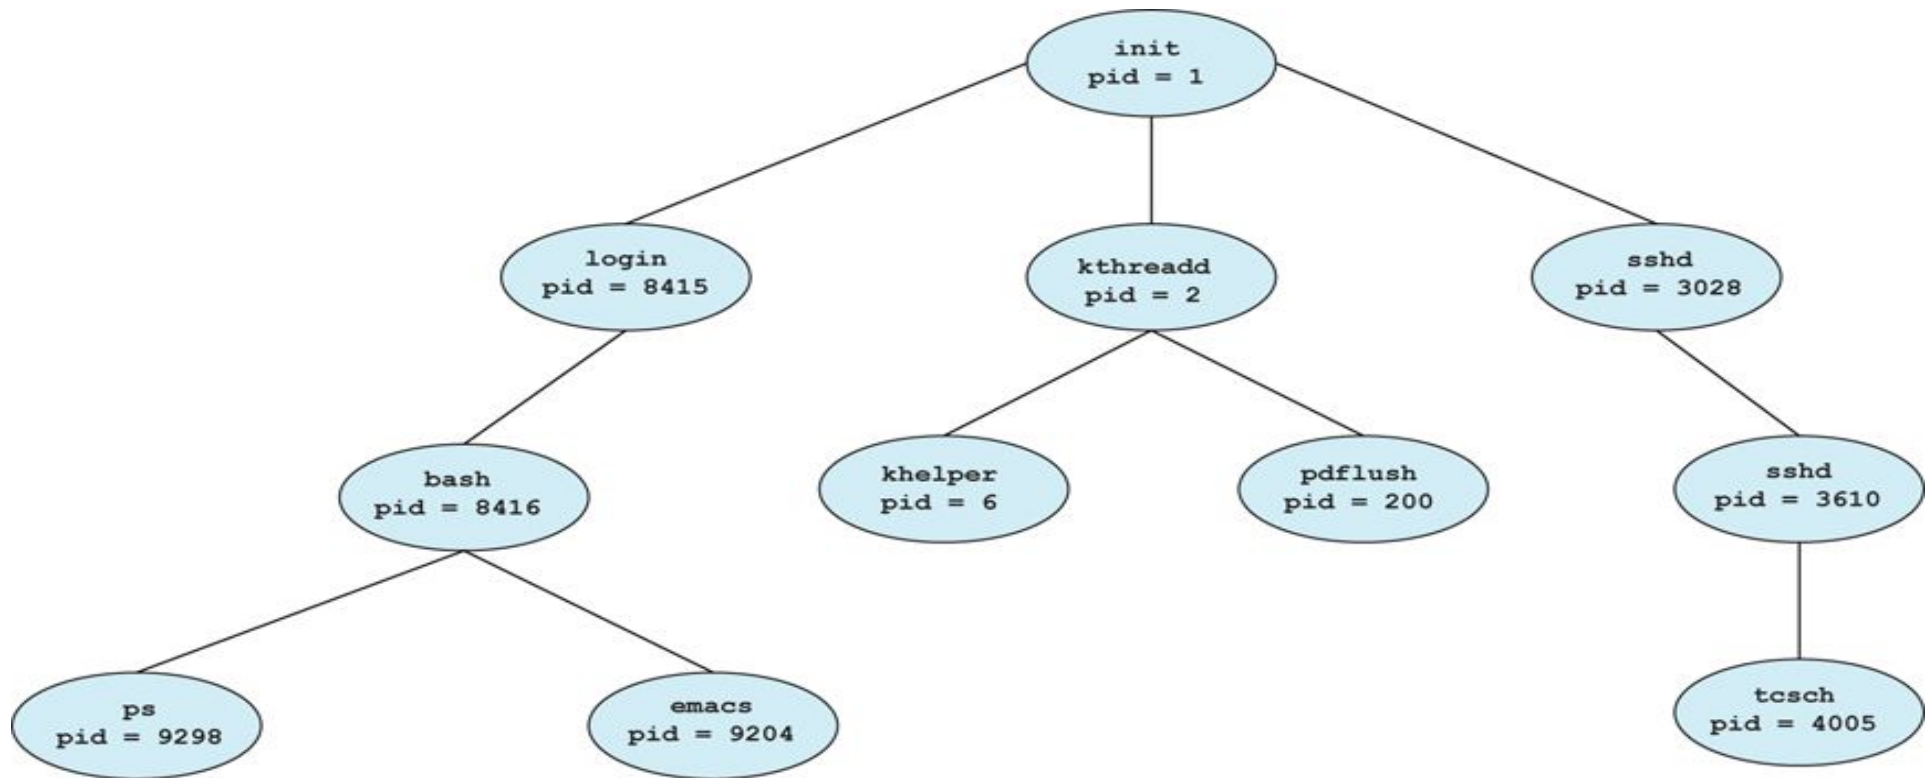 init
pid = 1
login
pid = 8415
kthreadd
pid = 2
sshd
pid = 3028
bash
pid = 8416
khelper
pid = 6
pdflush
pid = 200
sshd
pid = 3610
ps
pid = 9298
emacs
pid = 9204
tcsch
pid = 4005